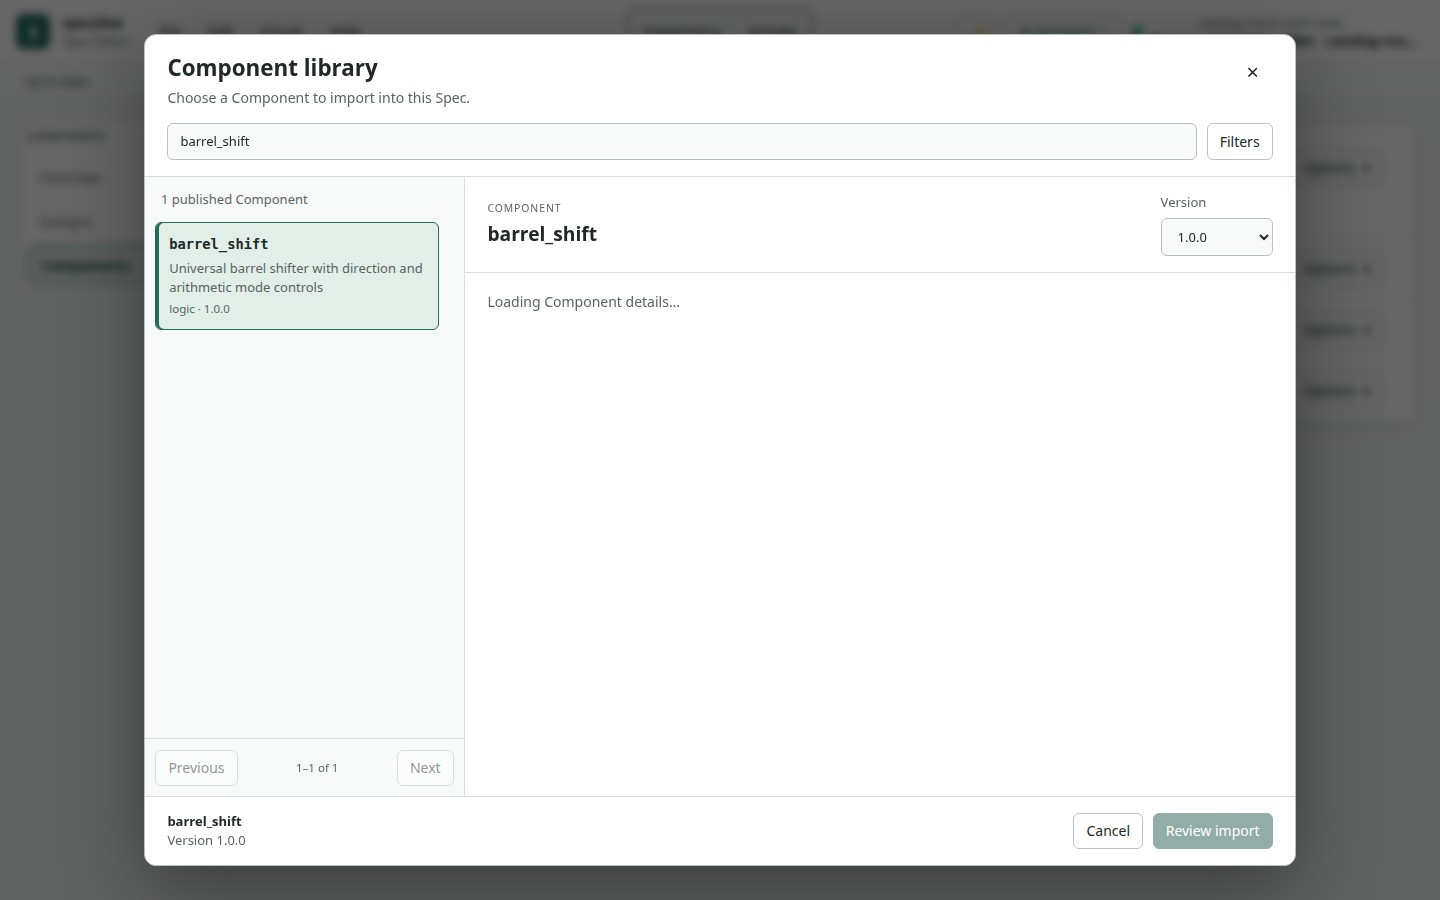 Component library
Choose a Component to import into this Spec.
×
barrel_shift
Filters
1 published Component
barrel_shift
Universal barrel shifter with direction and
arithmetic mode controls
logic · 1.0.0
Previous
1–1 of 1
Next
COMPONENT
barrel_shift
Version
1.0.0
Loading Component details...
barrel_shift
Version 1.0.0
Cancel
Review import